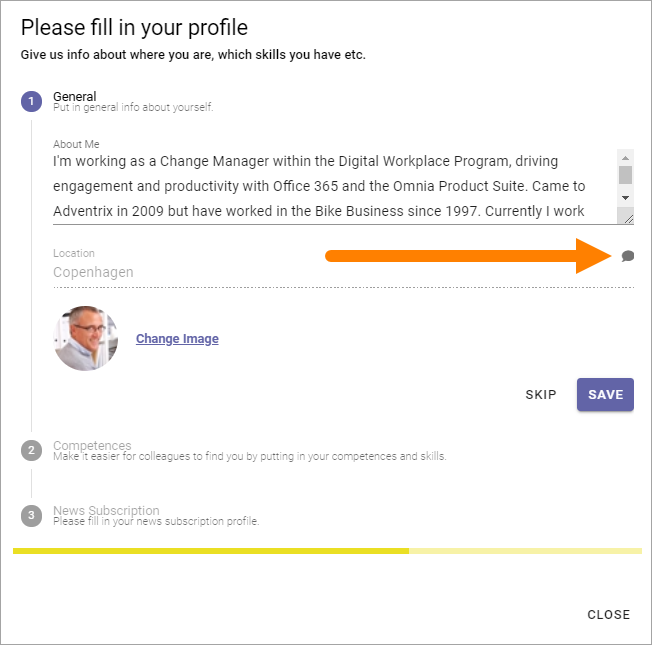 Please fill in your profile
Give us info about where you are, which skills you have etc.
1
General
Put in general info about yourself.
About Me
I'm working as a Change Manager within the Digital Workplace Program, driving
engagement and productivity with Office 365 and the Omnia Product Suite. Came to
Adventrix in 2009 but have worked in the Bike Business since 1997. Currently I work
Location
Copenhagen
Change Image
SKIP SAVE
2
Competences
Make it easier for colleagues to find you by putting in your competences and skills.
3
News Subscription
Please fill in your news subscription profile.
CLOSE